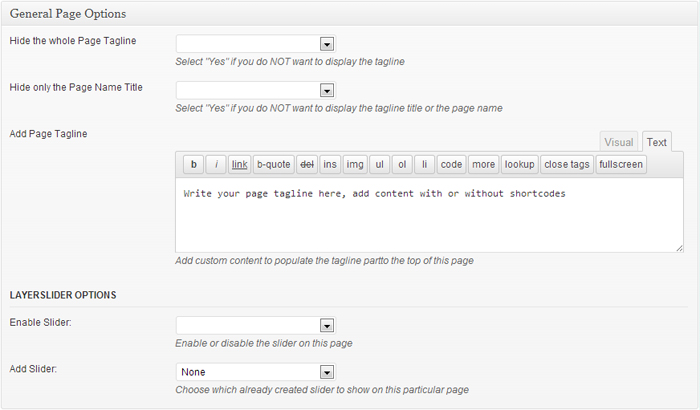 General Page Options
Hide the whole Page Tagline
Select "Yes" if you do NOT want to display the tagline
Hide only the Page Name Title
Select "Yes" if you do NOT want to display the tagline title or the page name
Add Page Tagline
Visual Text
b i link b-quote del ins img ul ol li code more lookup close tags fullscreen
Write your page tagline here, add content with or without shortcodes
Add custom content to populate the tagline partto the top of this page
LAYERSLIDER OPTIONS
Enable Slider:
Enable or disable the slider on this page
Add Slider: None
Choose which already created slider to show on this particular page